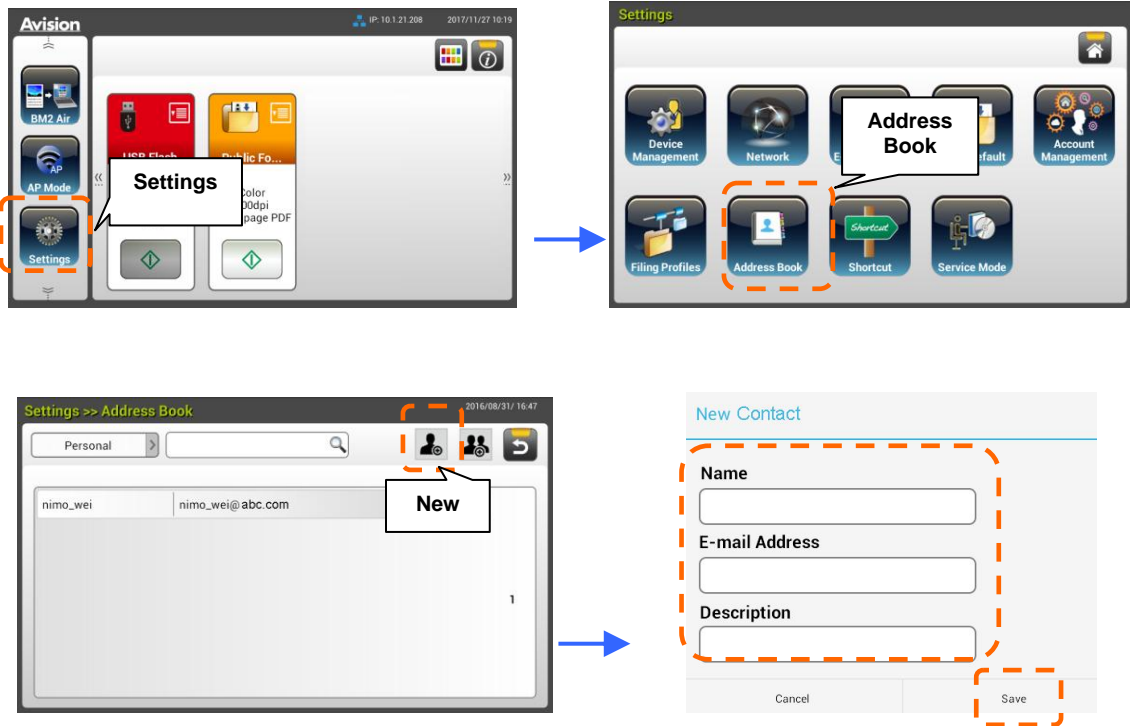 Avision
IP: 10.1.21.208 2017/11/27 10:19
BM2 Air
AP
AP Mode
Settings
Public Fo...
Settings
Color
00dpi
page PDF
Settings
Device
Management
Network
Address
Book
Account
Management
Filing Profiles
Address Book
Shortcut
Shortcut
Service Mode
Settings >> Address Book
2016/08/31/ 16:47
Personal
nimo_wei
nimo_wei@abc.com
New
1
New Contact
Name
E-mail Address
Description
Cancel
Save